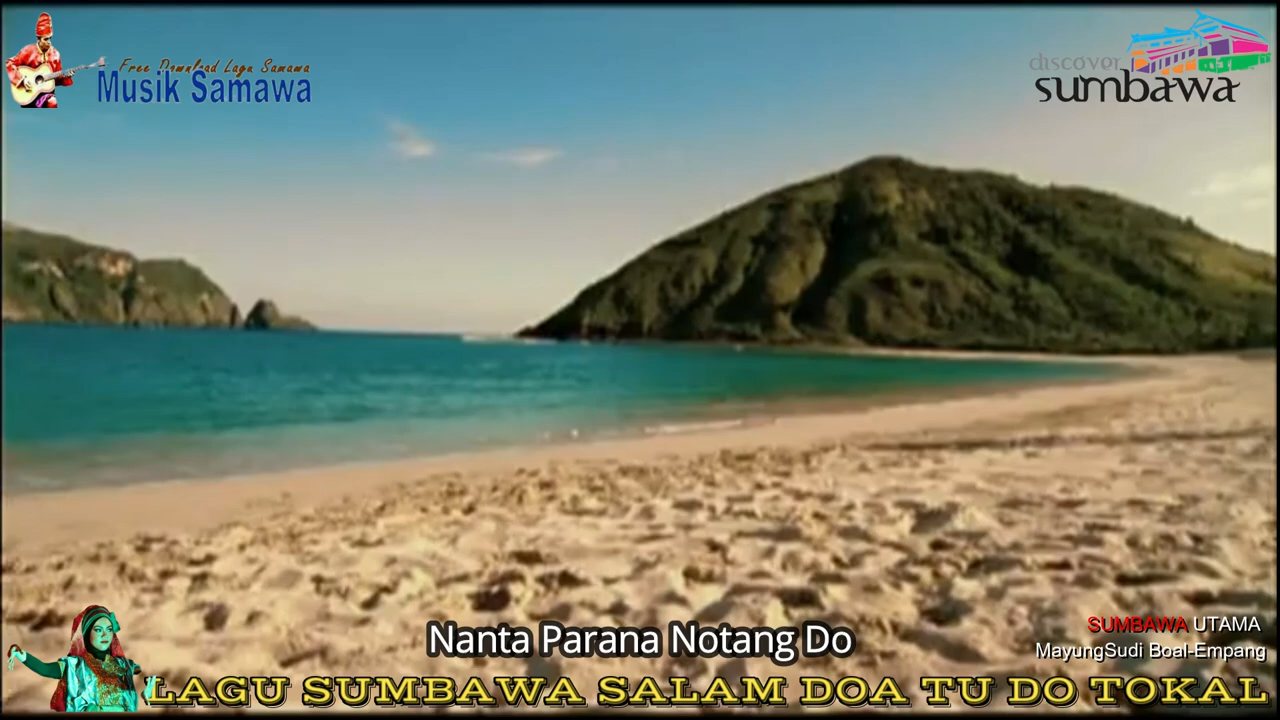 Free Download Lagu Samawa
Musik Samawa
discover
sumbawa
Nanta Parana Notang Do
SUMBAWA UTAMA
MayungSudi Boal-Empang
LAGU SUMBAWA SALAM DOA TU DO TOKAL